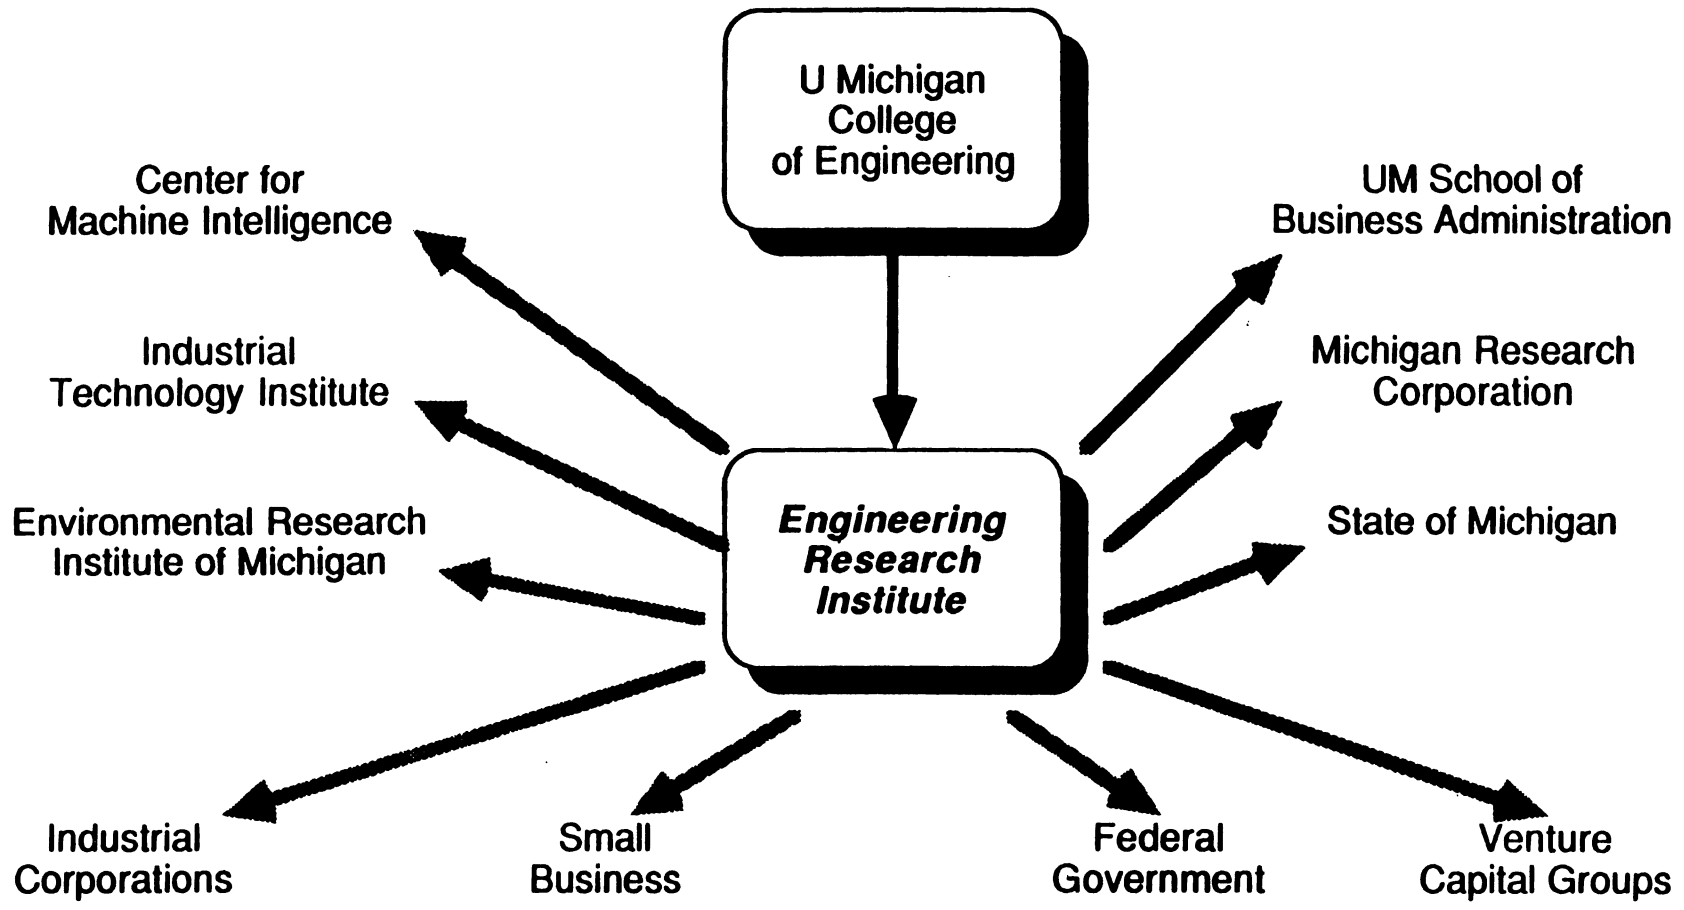 U Michigan
College
of Engineering
Center for
Machine Intelligence
UM School of
Business Administration
Industrial
Technology Institute
Michigan Research
Corporation
Environmental Research
Institute of Michigan
Engineering
Research
Institute
State of Michigan
Industrial
Corporations
Small
Business
Federal
Government
Venture
Capital Groups